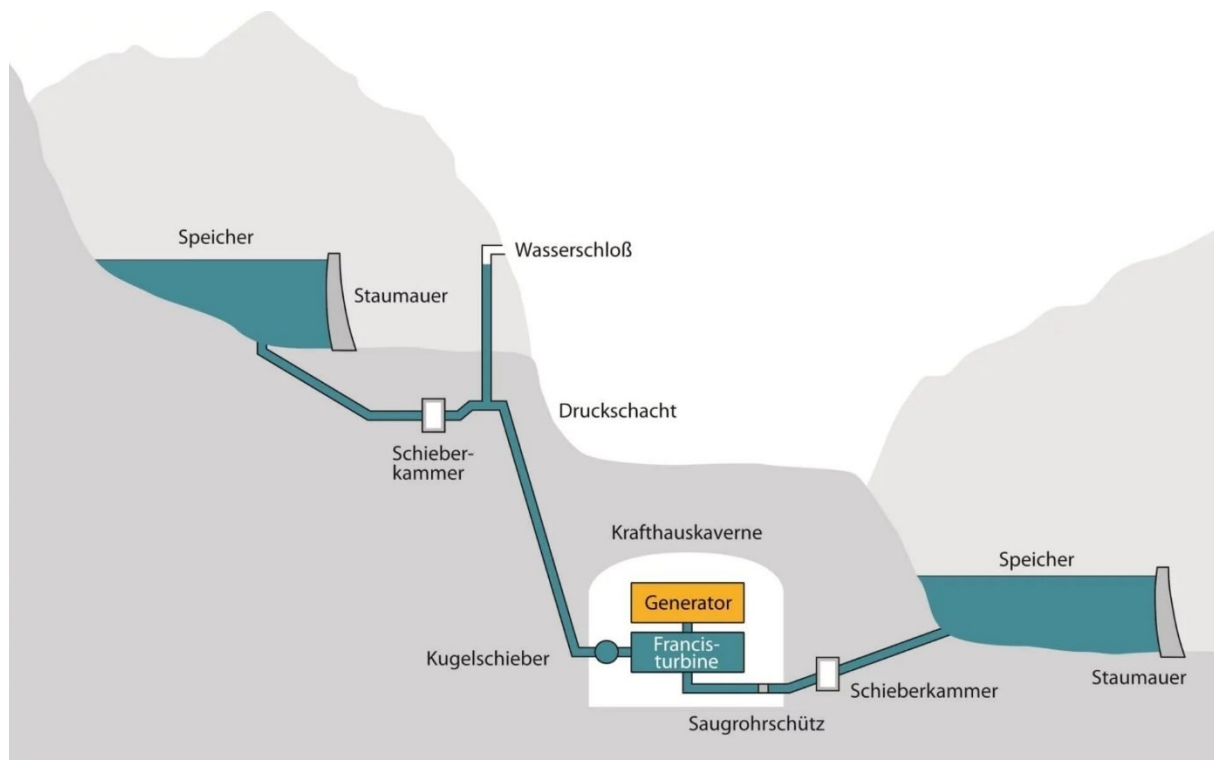 Speicher
Wasserschloß
Staumauer
Druckschacht
Schieber-
kammer
Krafthauskaverne
Speicher
Generator
Francis-
turbine
Kugelschieber
Staumauer
Schieberkammer
Saugrohrschütz